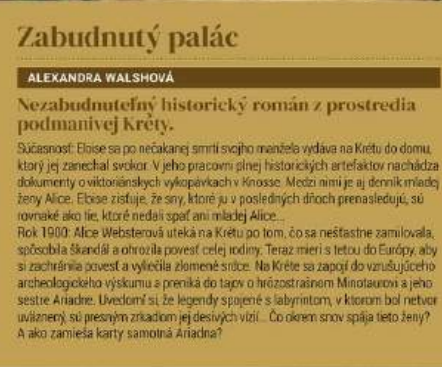 Zabudnutý palác
ALEXANDRA WALSHOVÁ
Nezabudnuteľný historický román z prostredia
podmanivej Kréty.
Súčasnosť: Eloise sa po nečakanej smrti svojho manžela vydáva na Krétu do domu,
ktorý jej zanechal svokor. V jeho pracovni plnej historických artefaktov nachádza
dokumenty o viktoriánskych vykopávkach v Knosse. Medzi nimi je aj denník mladej
ženy Alice. Eloise zisťuje, že sny, ktoré ju v posledných dňoch prenasledujú, sú
rovnaké ako tie, ktoré nedali spať ani mladej Alice...
Rok 1900: Alice Websterová uteká na Krétu po tom, čo sa nešťastne zamilovala,
spôsobila škandál a ohrozila povesť celej rodiny. Teraz mieri s tetou do Európy, aby
si zachránila povesť a vyliečila zlomené srdce. Na Kréte sa zapojí do vzrušujúceho
archeologického výskumu a preniká do tajov o hrôzostrašnom Minotaurovi a jeho
sestre Ariadne. Uvedomí si, že legendy spojené s labyrintom, v ktorom bol netvor
uväznený, sú presným zrkadlom jej desivých vízií... Čo okrem snov spája tieto ženy?
A ako zamieša karty samotná Ariadna?